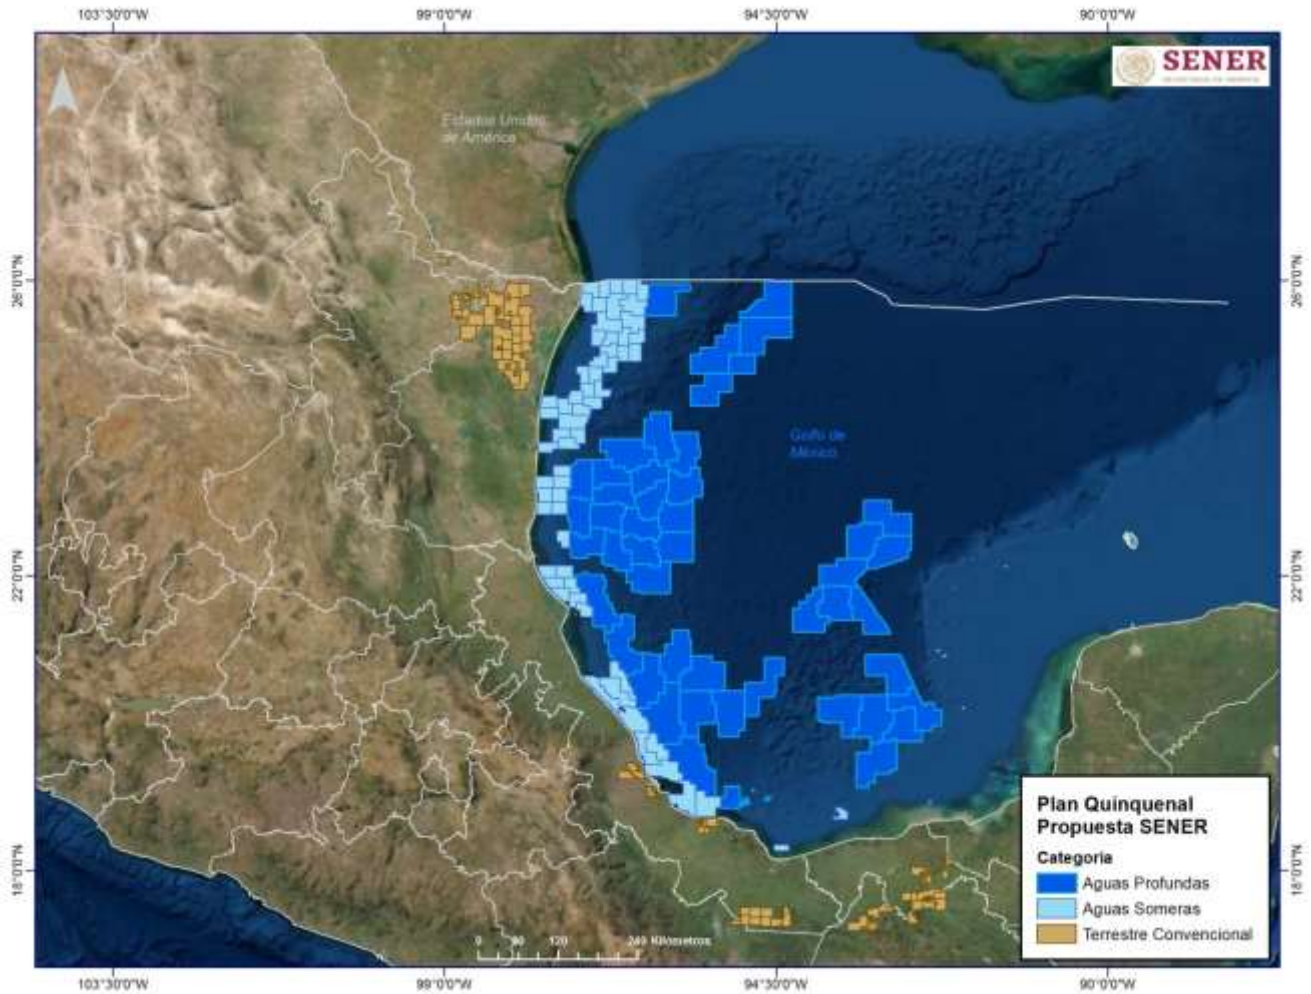 103°30'0"W
99°0'0"W
94°30'0"W
90°0'0"W
SENER
Estados Unidos
de América
26°0'0"N
26°0'0"N
Golfo de
México
22°0'0"N
22°0'0"N
18°0'0"N
18°0'0"N
Plan Quinquenal
Propuesta SENER
Categoria
Aguas Profundas
Aguas Someras
Terrestre Convencional
0 60 120 240 Kilometros
103°30'0"W
99°0'0"W
94°30'0"W
90°0'0"W